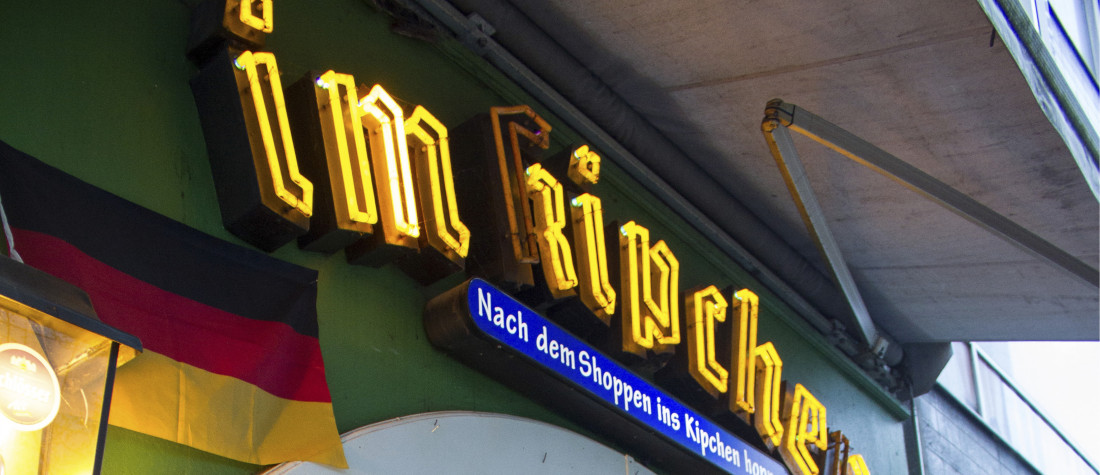 im Kipchen
Nach dem Shoppen ins Kipchen